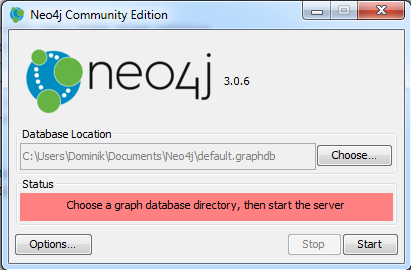 Neo4j Community Edition
neo4j 3.0.6
Database Location
C:\Users\Dominik\Documents\Neo4j\default.graphdb Choose...
Status
Choose a graph database directory, then start the server
Options... Stop Start